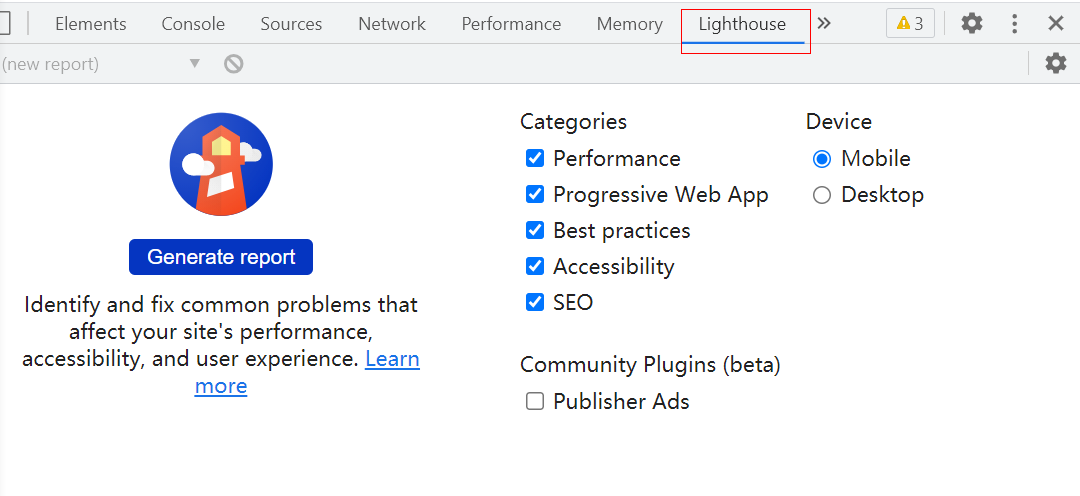 Elements Console Sources Network Performance Memory Lighthouse » 3
(new report)
Generate report
Identify and fix common problems that
affect your site's performance,
accessibility, and user experience. Learn
more
Categories
Performance
Progressive Web App
Best practices
Accessibility
SEO
Community Plugins (beta)
Publisher Ads
Device
Mobile
Desktop